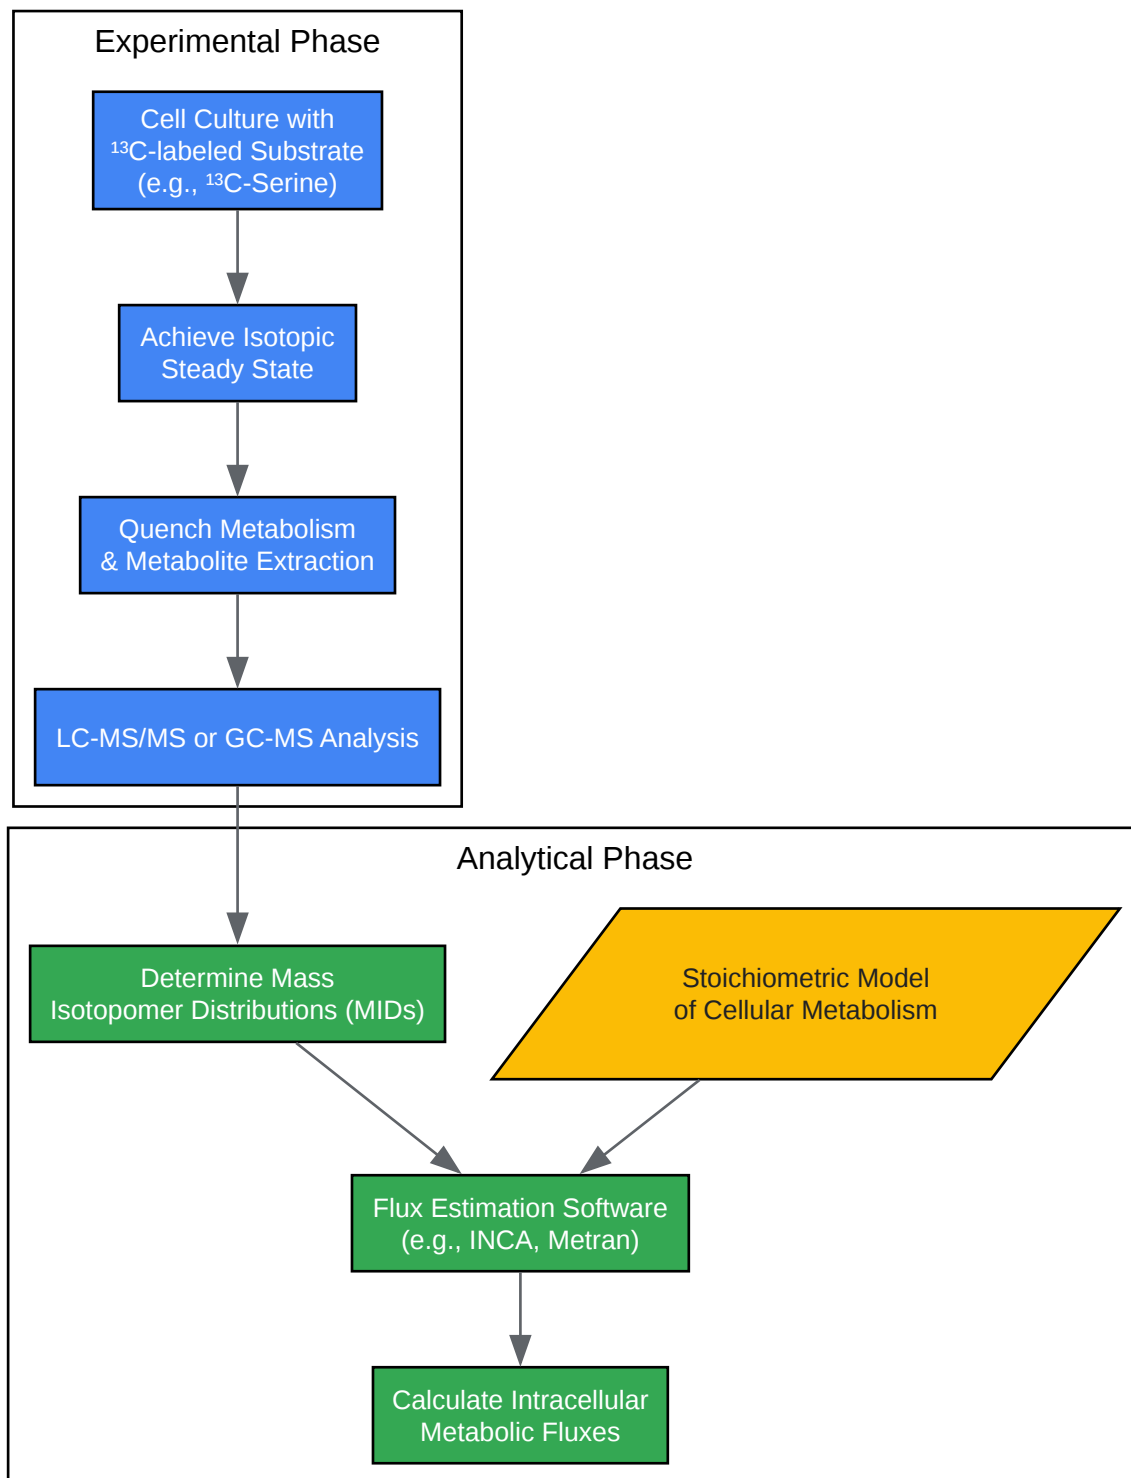 Experimental Phase
Cell Culture with
¹³C-labeled Substrate
(e.g., ¹³C-Serine)
Achieve Isotopic
Steady State
Quench Metabolism
& Metabolite Extraction
LC-MS/MS or GC-MS Analysis
Analytical Phase
Determine Mass
Isotopomer Distributions (MIDs)
Stoichiometric Model
of Cellular Metabolism
Flux Estimation Software
(e.g., INCA, Metran)
Calculate Intracellular
Metabolic Fluxes